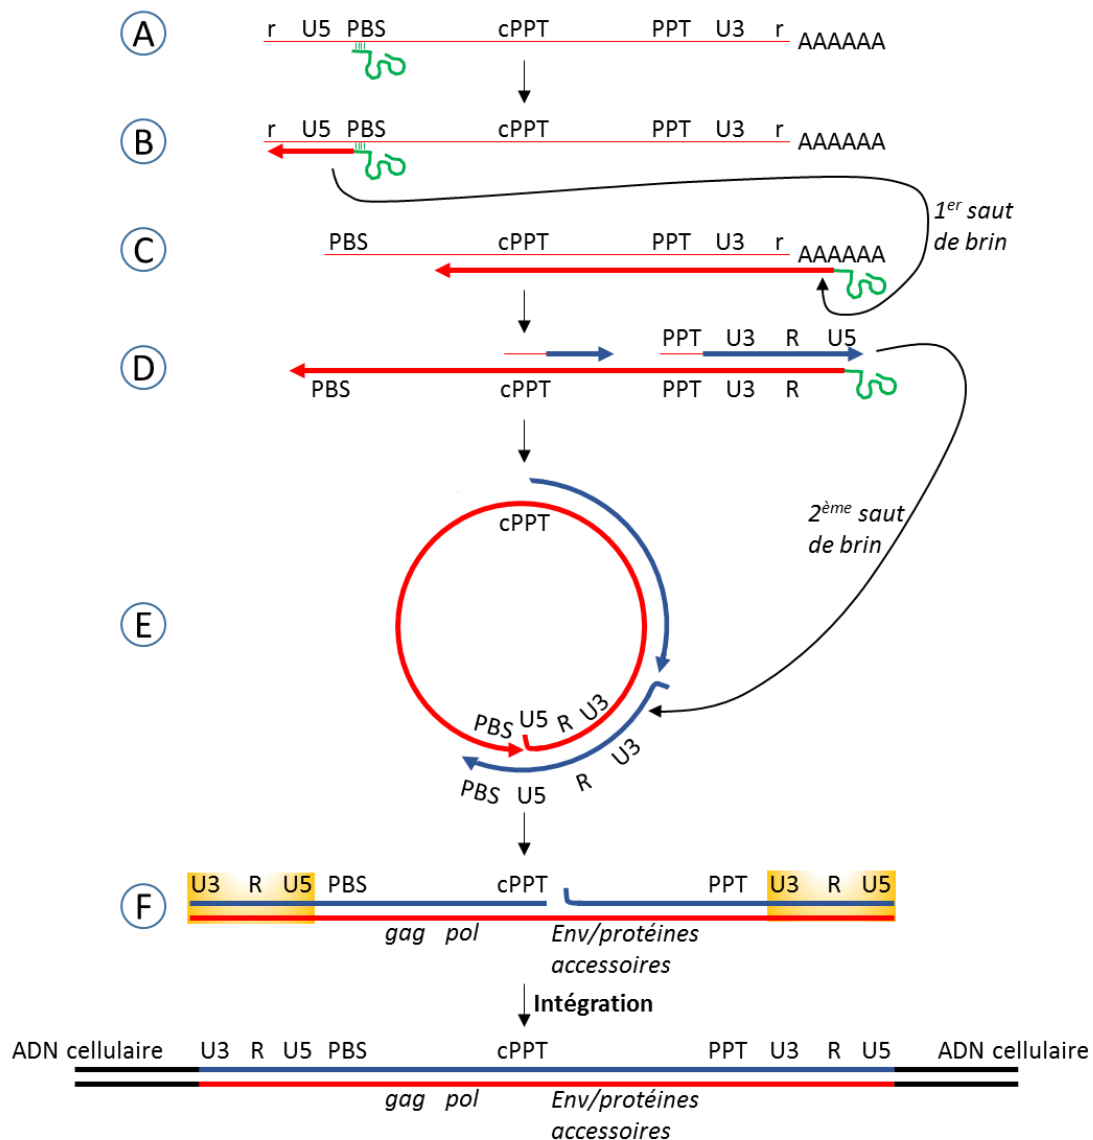 A
r U5 PBS cPPT PPT U3 r AAAAAA
B
r U5 PBS cPPT PPT U3 r AAAAAA
1er saut
de brin
C
PBS cPPT PPT U3 r AAAAAA
D
PPT U3 R U5
PBS cPPT PPT U3 R
2ème saut
de brin
E
cPPT
PBS U5 R U3
PBS U5 R U3
F
U3 R U5 PBS cPPT PPT U3 R U5
gag pol Env/protéines
accessoires
Intégration
ADN cellulaire U3 R U5 PBS cPPT PPT U3 R U5 ADN cellulaire
gag pol Env/protéines
accessoires